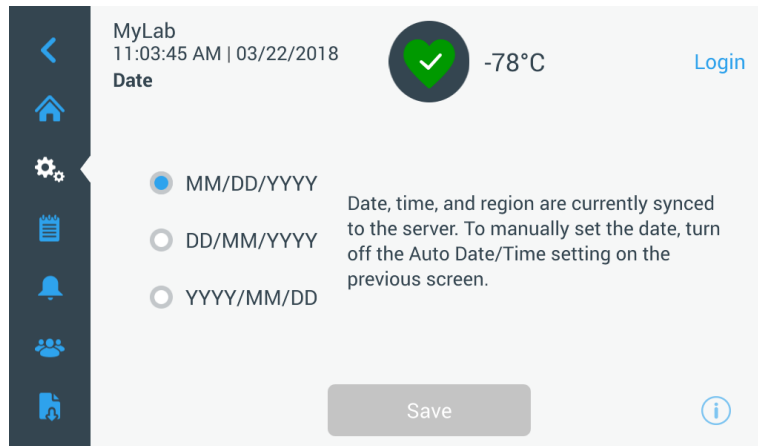 MyLab
11:03:45 AM | 03/22/2018
Date
-78°C
Login
MM/DD/YYYY
DD/MM/YYYY
YYYY/MM/DD
Date, time, and region are currently synced
to the server. To manually set the date, turn
off the Auto Date/Time setting on the
previous screen.
Save
i